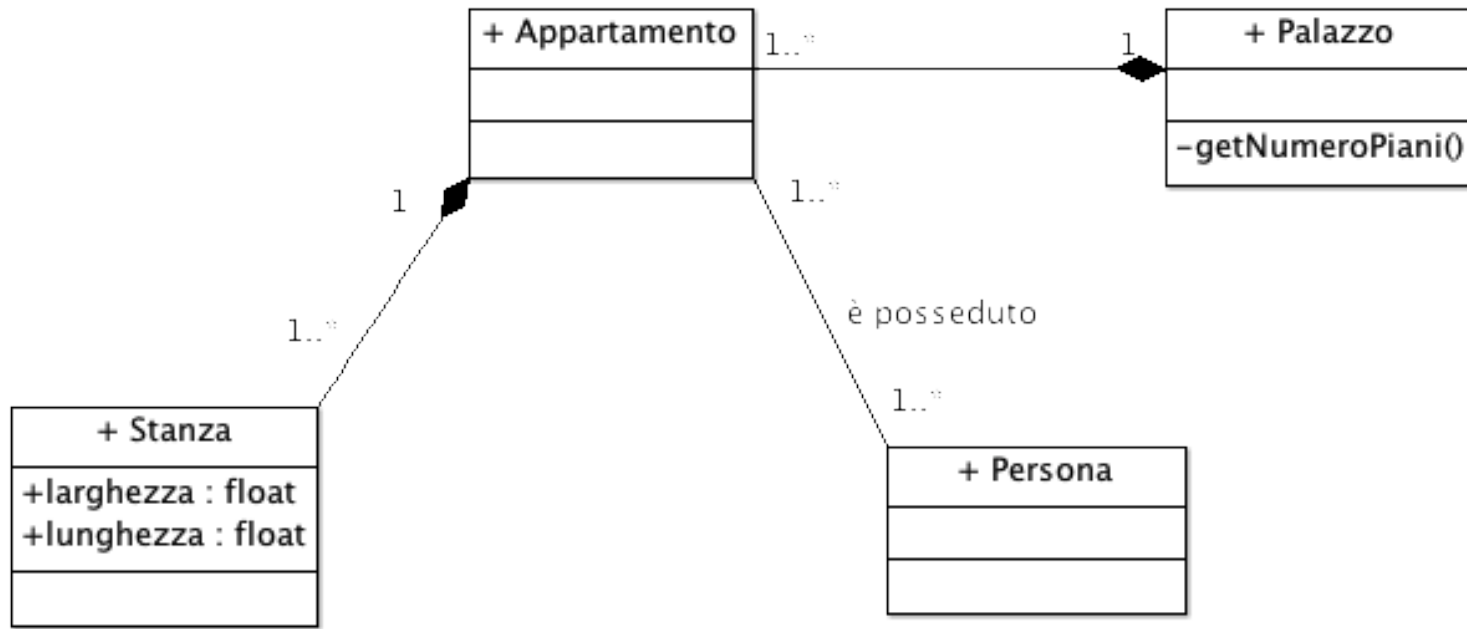 + Appartamento
1..*
1
+ Palazzo
-getNumeroPiani()
1
1..*
1..*
è posseduto
1..*
+ Stanza
+larghezza : float
+lunghezza : float
+ Persona